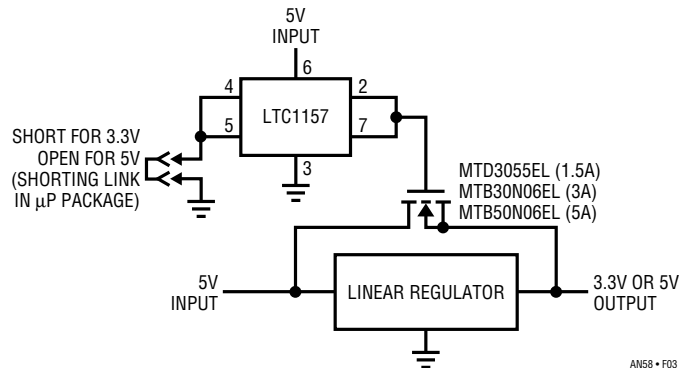 5V
INPUT
6
4
2
LTC1157
5
7
3
SHORT FOR 3.3V
OPEN FOR 5V
(SHORTING LINK
IN µP PACKAGE)
MTD3055EL (1.5A)
MTB30N06EL (3A)
MTB50N06EL (5A)
5V
INPUT
LINEAR REGULATOR
3.3V OR 5V
OUTPUT
AN58 • F03